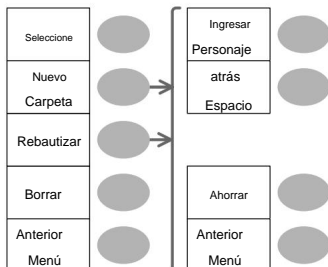 Seleccione
Nuevo
Carpeta
Rebautizar
Borrar
Anterior
Menú
Ingresar
Personaje
atrás
Espacio
Ahorrar
Anterior
Menú